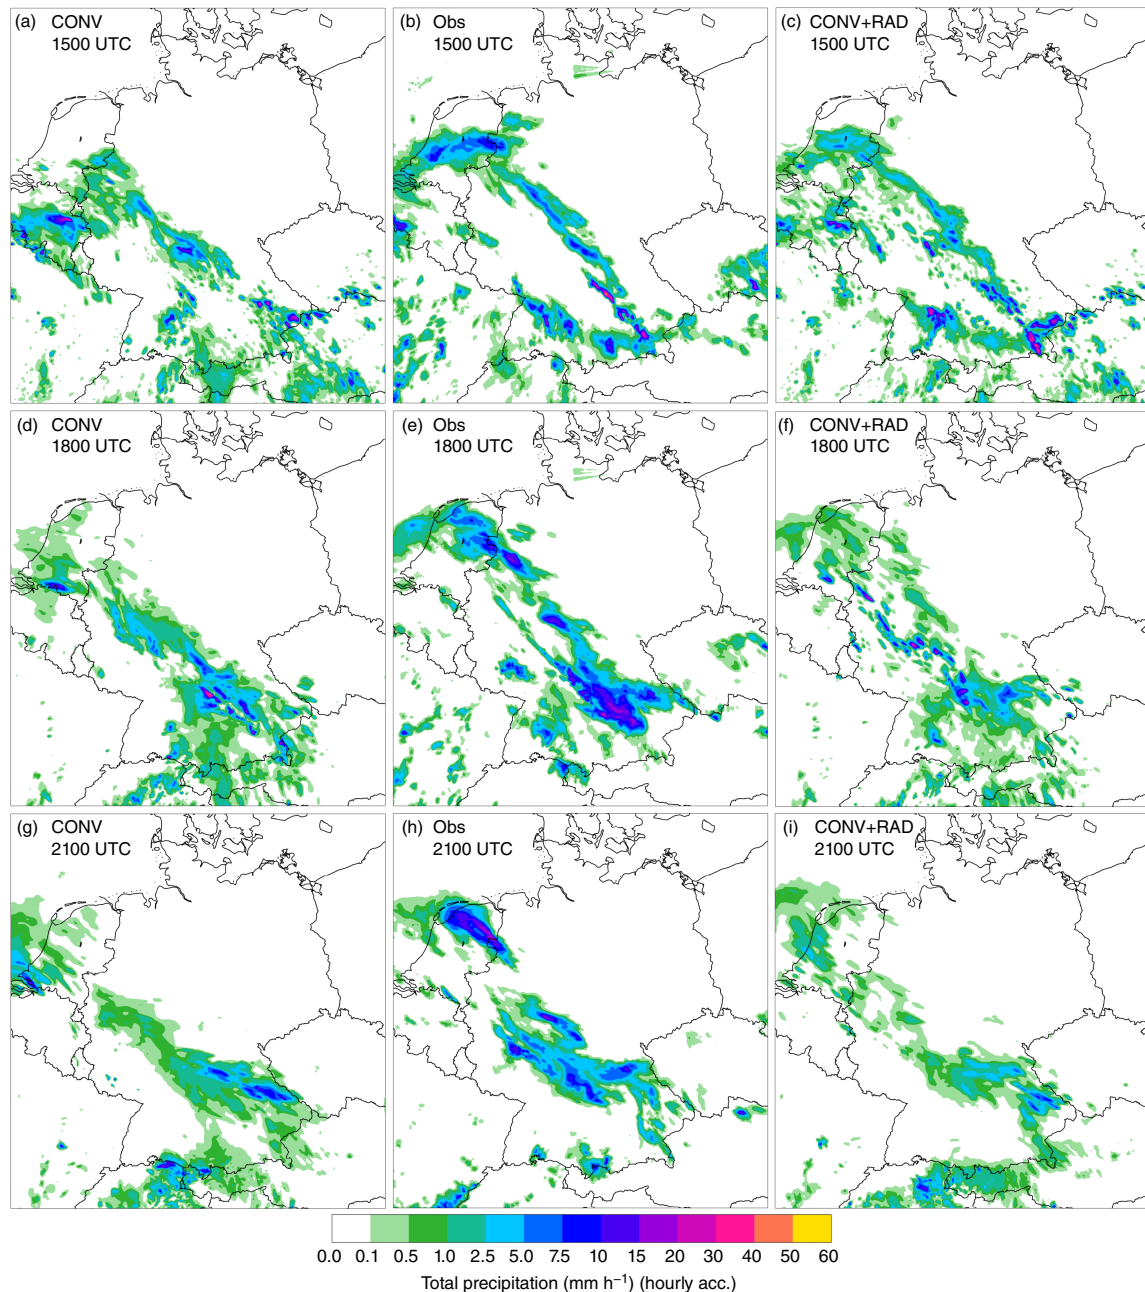 (a) CONV
1500 UTC
(b) Obs
1500 UTC
(c) CONV+RAD
1500 UTC
(d) CONV
1800 UTC
(e) Obs
1800 UTC
(f) CONV+RAD
1800 UTC
(g) CONV
2100 UTC
(h) Obs
2100 UTC
(i) CONV+RAD
2100 UTC
0.0 0.1 0.5 1.0 2.5 5.0 7.5 10 15 20 30 40 50 60
Total precipitation (mm h⁻¹) (hourly acc.)